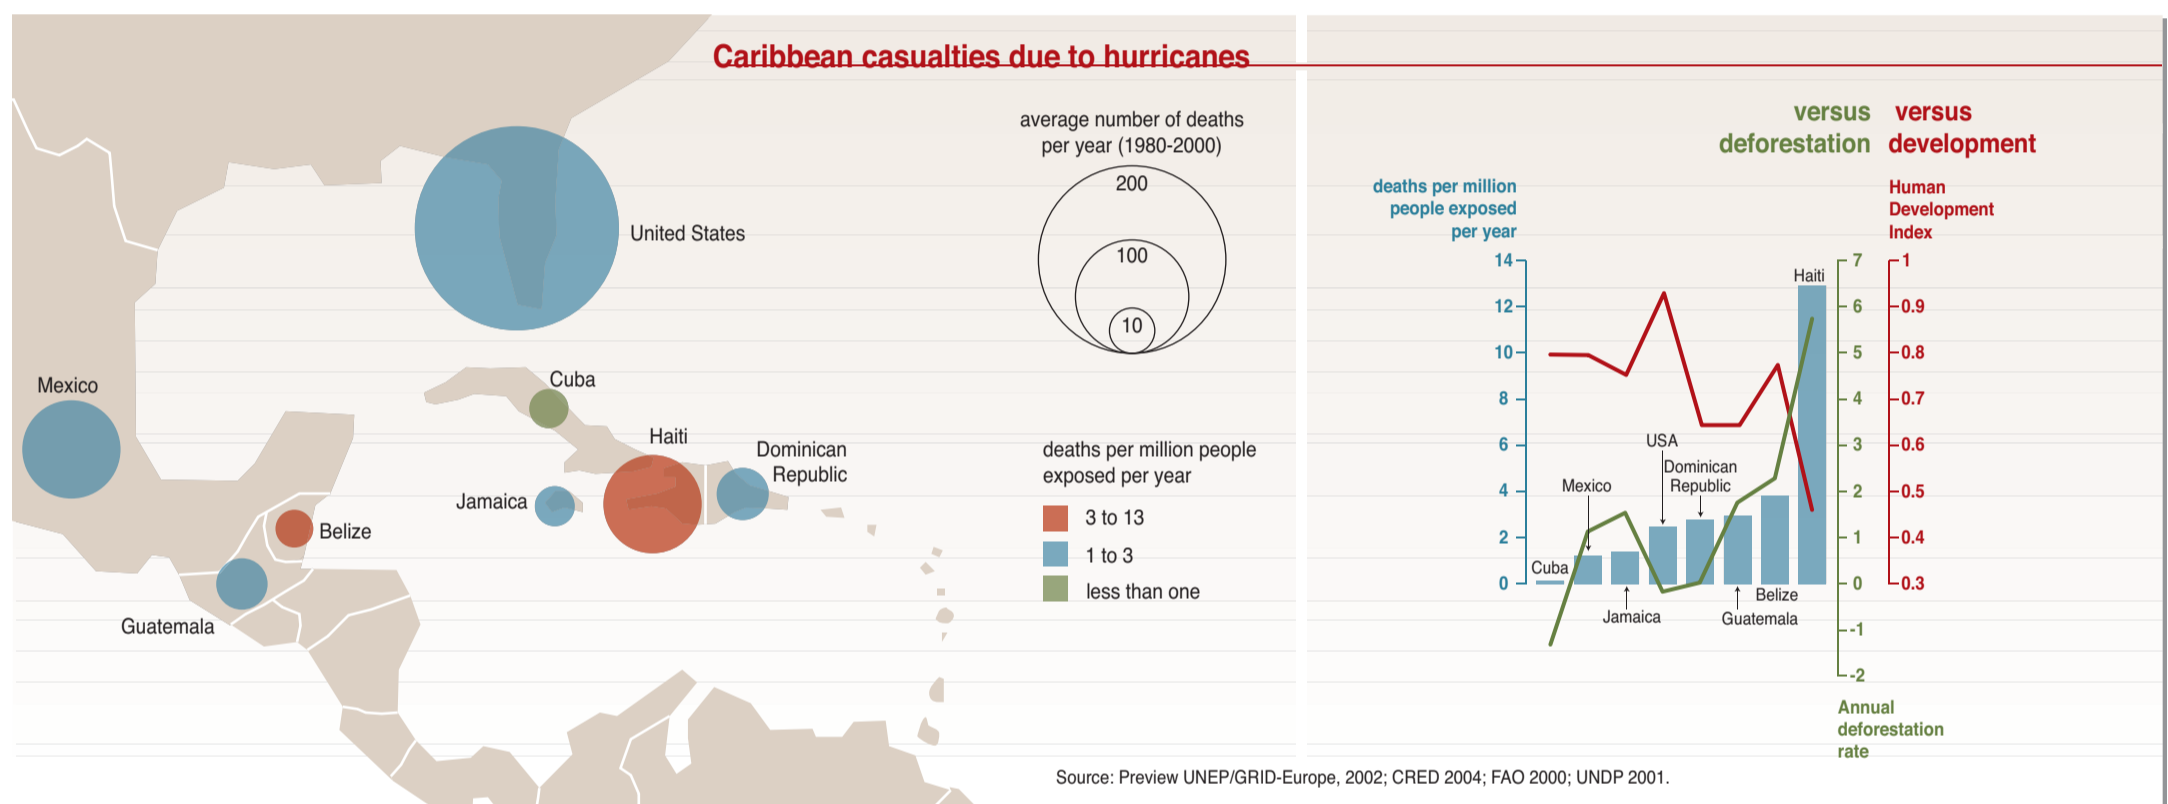 Caribbean casualties due to hurricanes
average number of deaths
per year (1980-2000)
200
100
10
United States
Mexico
Cuba
Haiti
Dominican
Republic
Jamaica
Belize
Guatemala
deaths per million people
exposed per year
3 to 13
1 to 3
less than one
versus
deforestation
versus
development
deaths per million
people exposed
per year
Human
Development
Index
14
12
10
8
6
4
2
0
Haiti
USA
Dominican
Republic
Mexico
Cuba
Belize
Jamaica
Guatemala
7
6
5
4
3
2
1
0
-1
-2
1
0.9
0.8
0.7
0.6
0.5
0.4
0.3
Annual
deforestation
rate
Source: Preview UNEP/GRID-Europe, 2002; CRED 2004; FAO 2000; UNDP 2001.